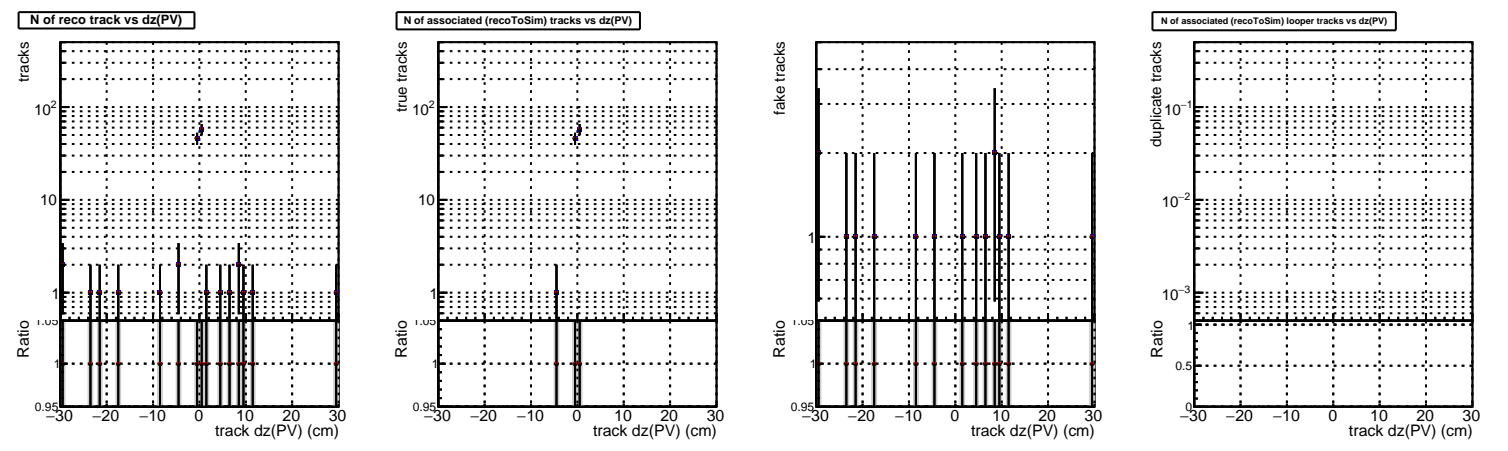 N of reco track vs dz(PV)
tracks
10²
10
1
Ratio
1.05
1
0.95
−30 −20 −10 0 10 20 30
track dz(PV) (cm)
N of associated (recoToSim) tracks vs dz(PV)
true tracks
10²
10
1
Ratio
1.05
1
0.95
−30 −20 −10 0 10 20 30
track dz(PV) (cm)
fake tracks
1
Ratio
1.05
1
0.95
−30 −20 −10 0 10 20 30
track dz(PV) (cm)
N of associated (recoToSim) looper tracks vs dz(PV)
duplicate tracks
10⁻¹
10⁻²
10⁻³
Ratio
1
0.5
0
−30 −20 −10 0 10 20 30
track dz(PV) (cm)